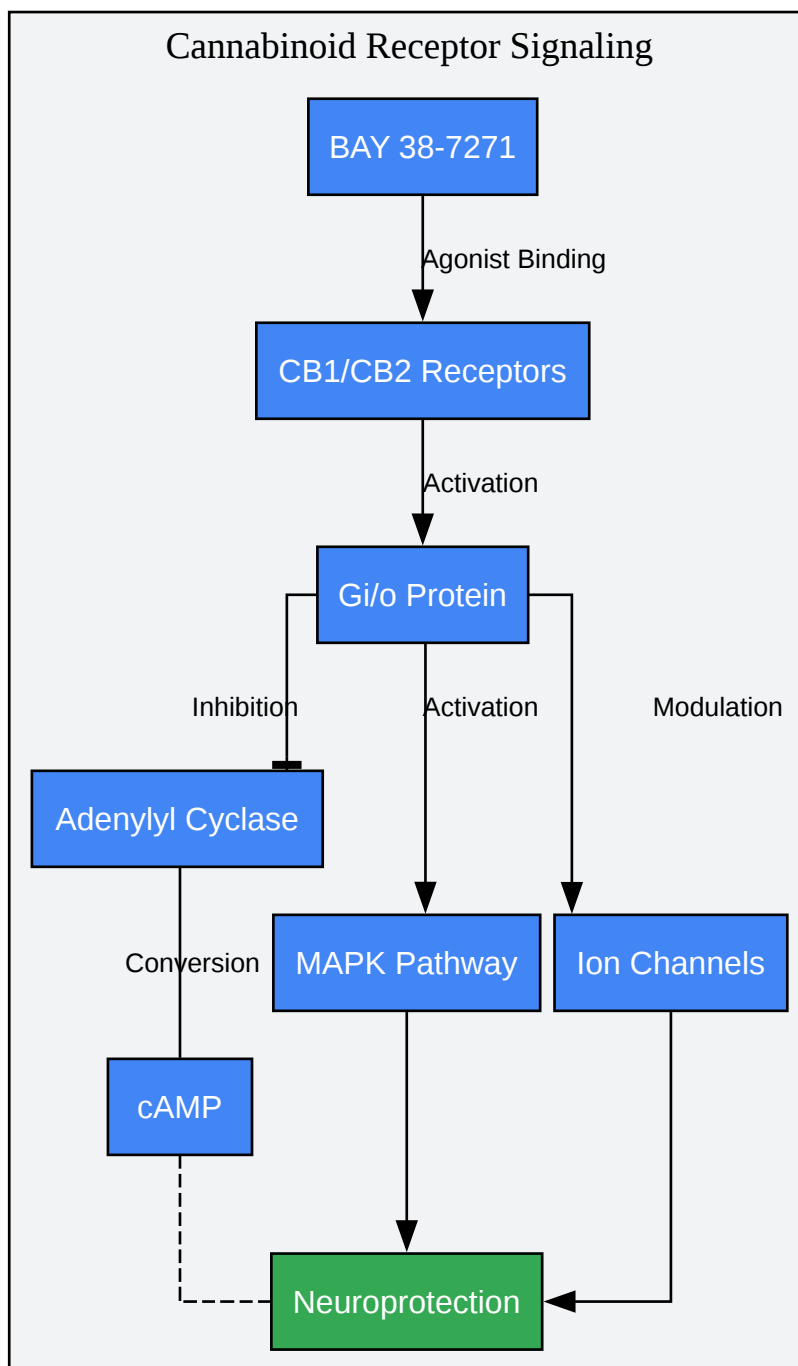 Cannabinoid Receptor Signaling
BAY 38-7271
Agonist Binding
CB1/CB2 Receptors
Activation
Gi/o Protein
Inhibition
Activation
Modulation
Adenylyl Cyclase
Conversion
MAPK Pathway
Ion Channels
cAMP
Neuroprotection